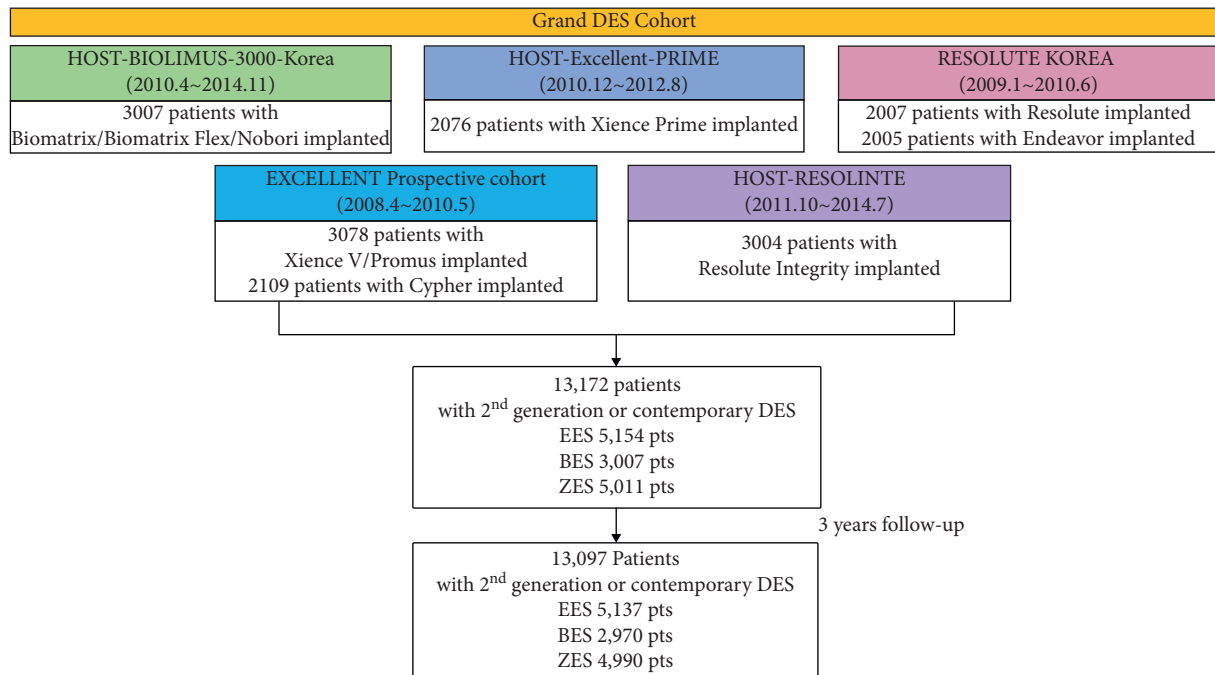 Grand DES Cohort
HOST-BIOLIMUS-3000-Korea
(2010.4~2014.11)
3007 patients with
Biomatrix/Biomatrix Flex/Nobori implanted
HOST-Excellent-PRIME
(2010.12~2012.8)
2076 patients with Xience Prime implanted
RESOLUTE KOREA
(2009.1~2010.6)
2007 patients with Resolute implanted
2005 patients with Endeavor implanted
EXCELLENT Prospective cohort
(2008.4~2010.5)
3078 patients with
Xience V/Promus implanted
2109 patients with Cypher implanted
HOST-RESOLINTE
(2011.10~2014.7)
3004 patients with
Resolute Integrity implanted
13,172 patients
with 2nd generation or contemporary DES
EES 5,154 pts
BES 3,007 pts
ZES 5,011 pts
3 years follow-up
13,097 Patients
with 2nd generation or contemporary DES
EES 5,137 pts
BES 2,970 pts
ZES 4,990 pts